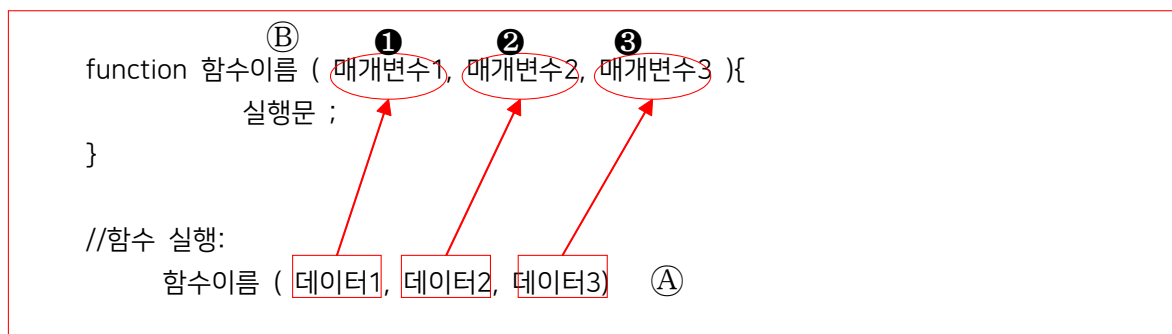 Ⓑ ❶ ❷ ❸
function 함수이름 ( 매개변수1, 매개변수2, 매개변수3 ){
실행문 ;
}
//함수 실행:
함수이름 ( 데이터1, 데이터2, 데이터3) Ⓐ